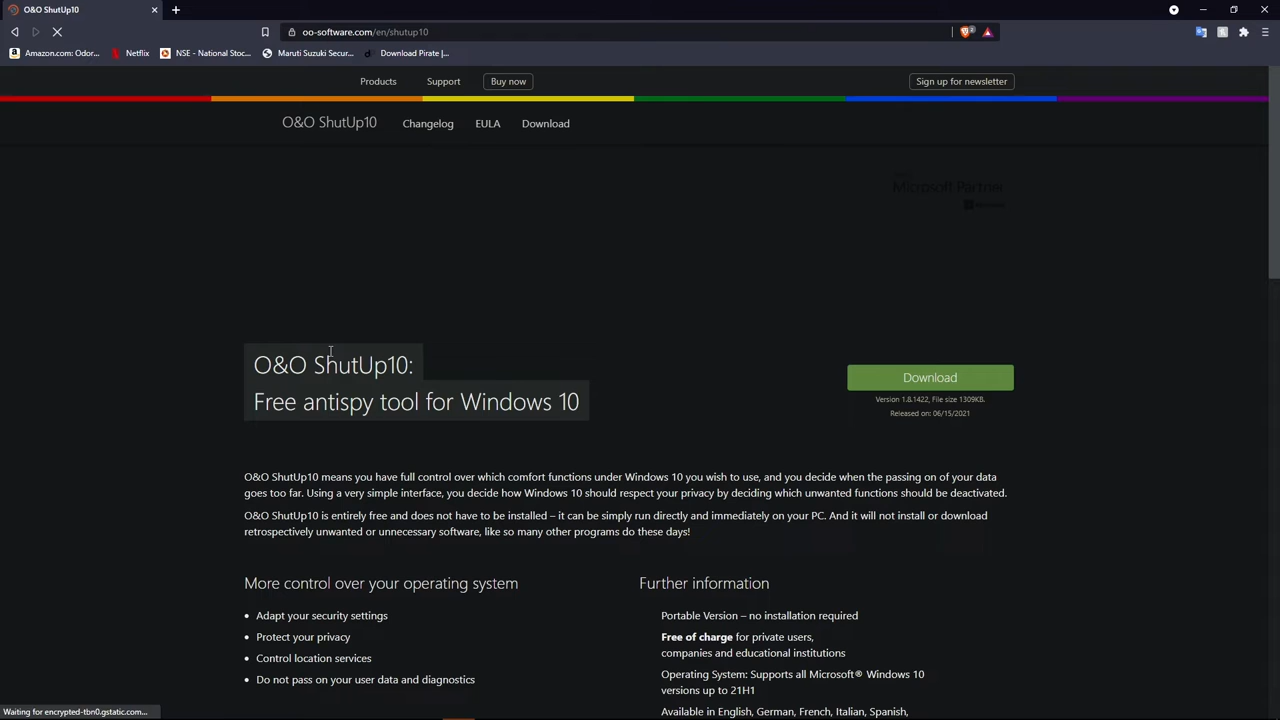 O&O ShutUp10
oo-software.com/en/shutup10
2
Amazon.com: Odor...
Netflix
NSE - National Stoc...
Maruti Suzuki Secur...
Download Pirate |...
Products
Support
Buy now
Sign up for newsletter
O&O ShutUp10
Changelog
EULA
Download
Microsoft Partner
O&O ShutUp10:
Free antispy tool for Windows 10
Download
Version 1.8.1422, File size 1309KB.
Released on: 06/15/2021
O&O ShutUp10 means you have full control over which comfort functions under Windows 10 you wish to use, and you decide when the passing on of your data
goes too far. Using a very simple interface, you decide how Windows 10 should respect your privacy by deciding which unwanted functions should be deactivated.
O&O ShutUp10 is entirely free and does not have to be installed – it can be simply run directly and immediately on your PC. And it will not install or download
retrospectively unwanted or unnecessary software, like so many other programs do these days!
More control over your operating system
Adapt your security settings
Protect your privacy
Control location services
Do not pass on your user data and diagnostics
Further information
Portable Version – no installation required
Free of charge for private users,
companies and educational institutions
Operating System: Supports all Microsoft® Windows 10
versions up to 21H1
Available in English, German, French, Italian, Spanish,
Waiting for encrypted-tbn0.gstatic.com...